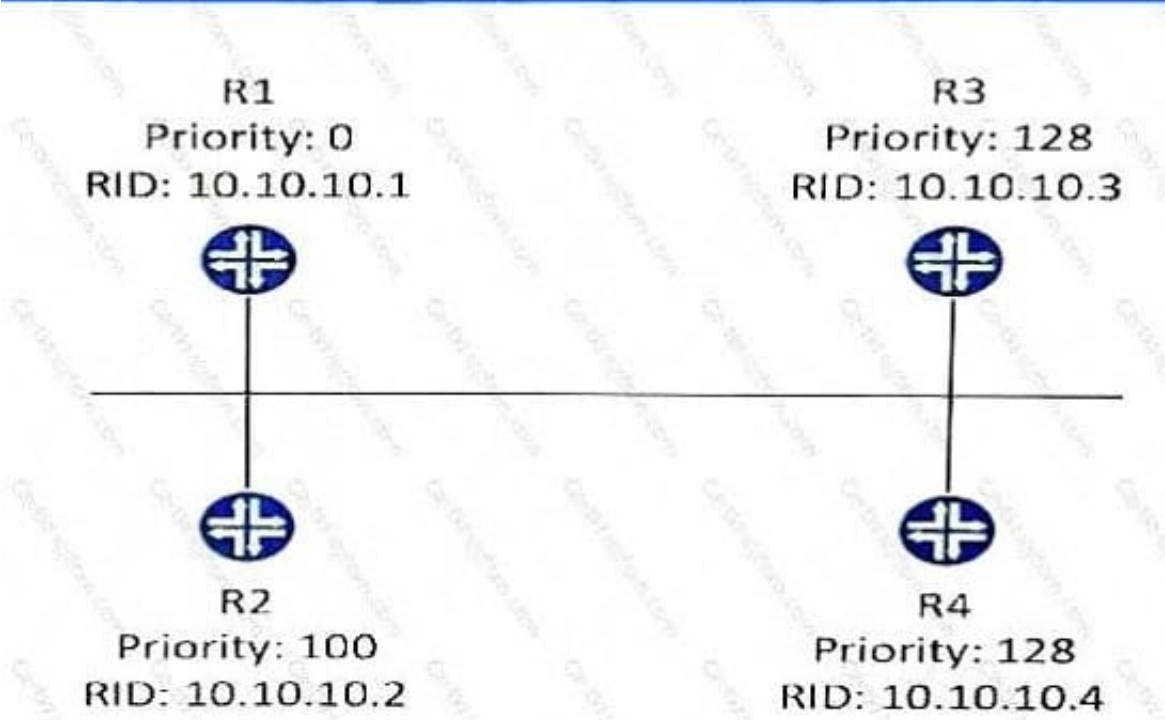 R1
Priority: 0
RID: 10.10.10.1
R3
Priority: 128
RID: 10.10.10.3
R2
Priority: 100
RID: 10.10.10.2
R4
Priority: 128
RID: 10.10.10.4